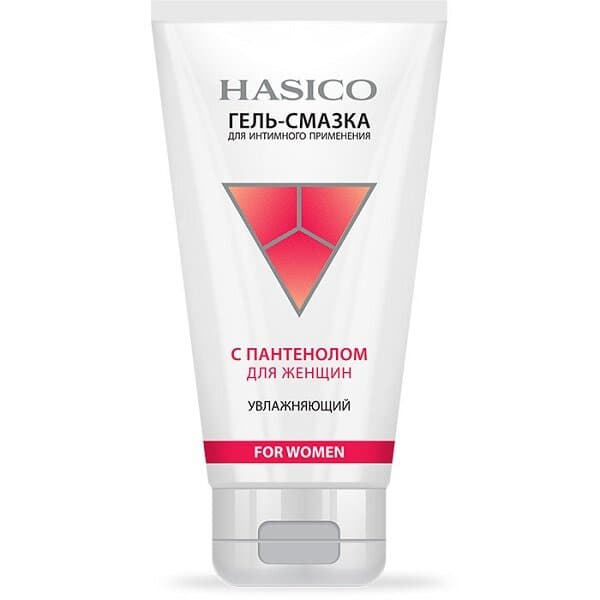 HASICO
ГЕЛЬ-СМАЗКА
ДЛЯ ИНТИМНОГО ПРИМЕНЕНИЯ
С ПАНТЕНОЛОМ
ДЛЯ ЖЕНЩИН
УВЛАЖНЯЮЩИЙ
FOR WOMEN